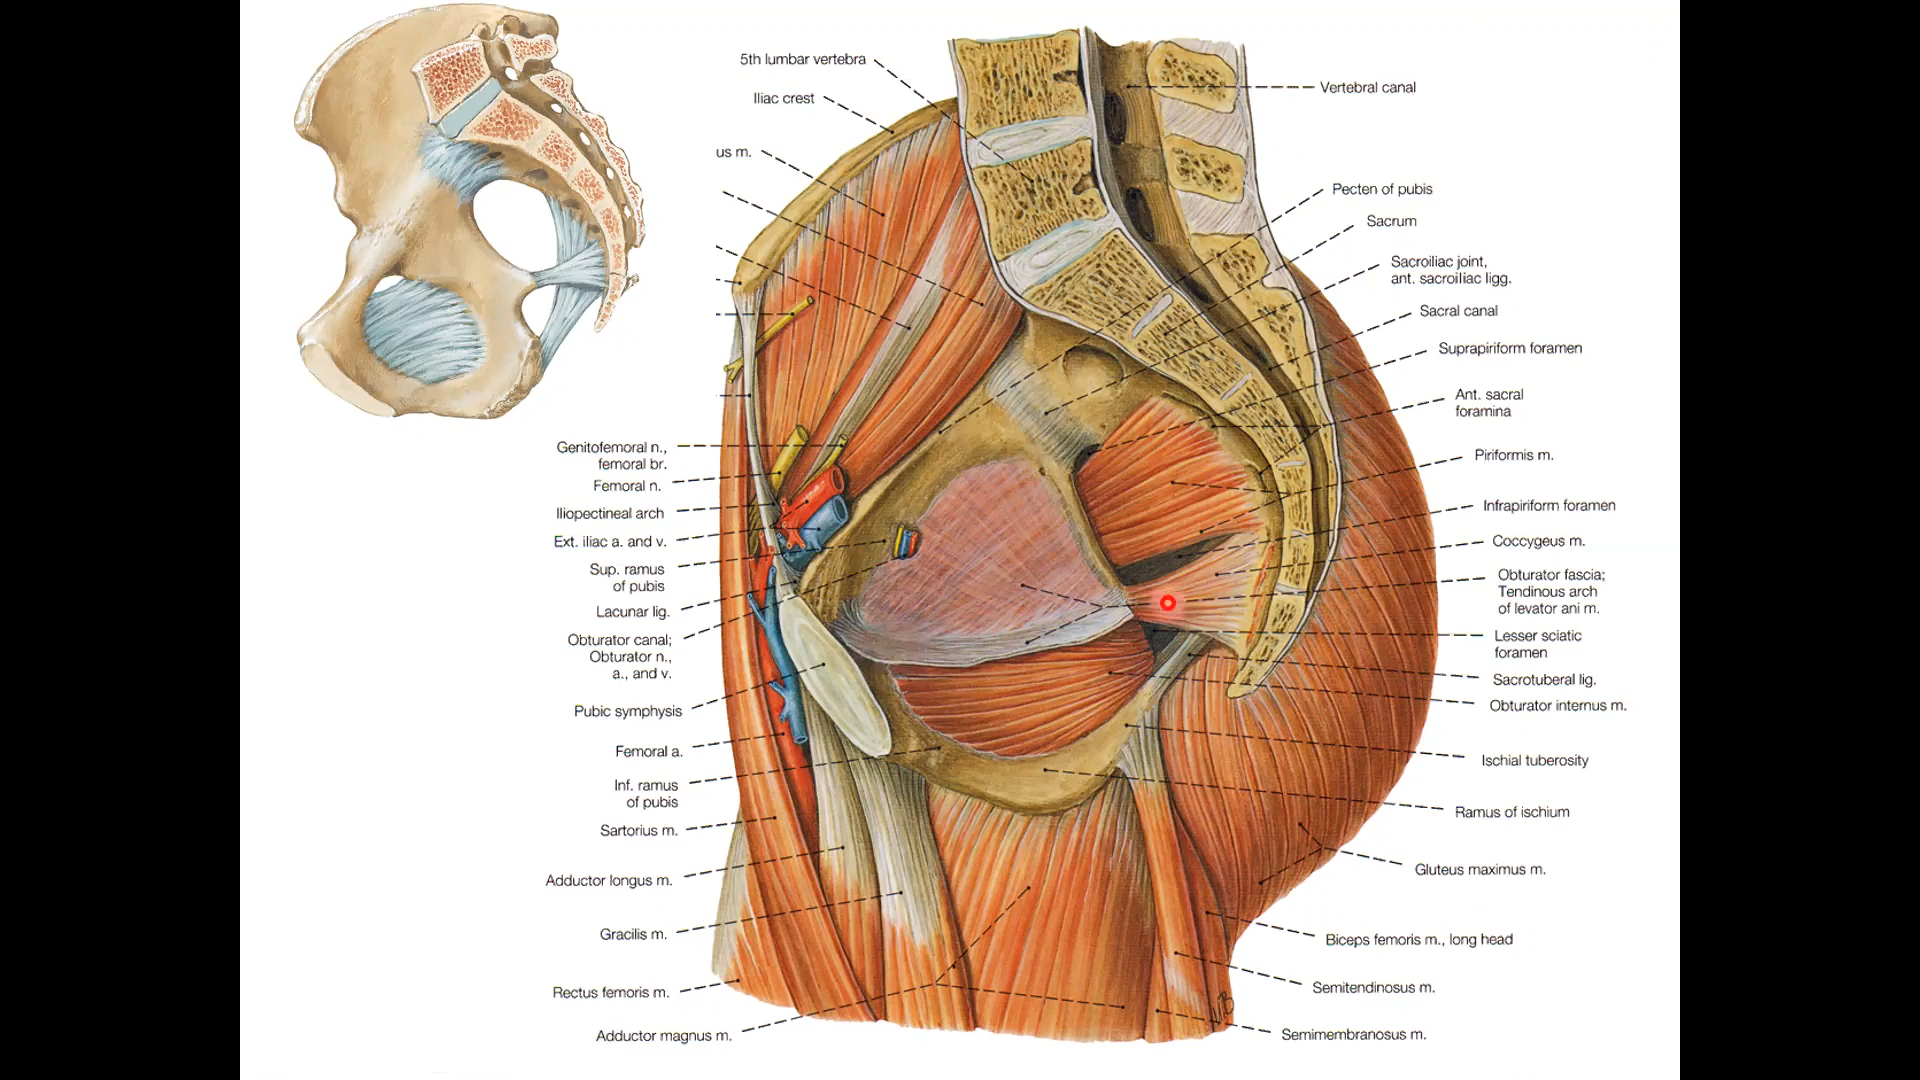 5th lumbar vertebra
Iliac crest
us m.
Genitofemoral n.,
femoral br.
Femoral n.
Iliopectineal arch
Ext. iliac a. and v.
Sup. ramus
of pubis
Lacunar lig.
Obturator canal;
Obturator n.,
a., and v.
Pubic symphysis
Femoral a.
Inf. ramus
of pubis
Sartorius m.
Adductor longus m.
Gracilis m.
Rectus femoris m.
Adductor magnus m.
Vertebral canal
Pecten of pubis
Sacrum
Sacroiliac joint,
ant. sacroiliac ligg.
Sacral canal
Suprapiriform foramen
Ant. sacral
foramina
Piriformis m.
Infrapiriform foramen
Coccygeus m.
Obturator fascia;
Tendinous arch
of levator ani m.
Lesser sciatic
foramen
Sacrotuberal lig.
Obturator internus m.
Ischial tuberosity
Ramus of ischium
Gluteus maximus m.
Biceps femoris m., long head
Semitendinosus m.
Semimembranosus m.